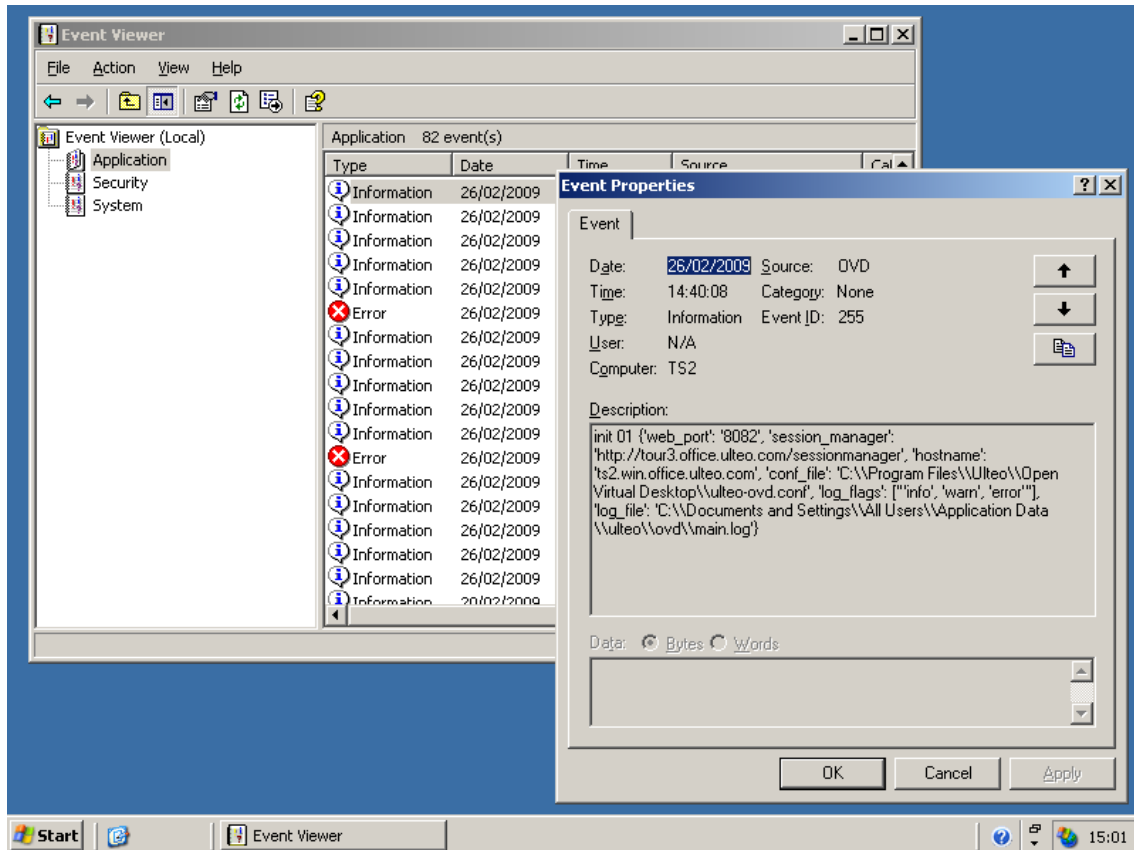 Event Viewer
File Action View Help
Event Viewer (Local)
Application
Security
System
Application 82 event(s)
Type Date Time Source Cat
Information 26/02/2009
Information 26/02/2009
Information 26/02/2009
Information 26/02/2009
Information 26/02/2009
Error 26/02/2009
Information 26/02/2009
Information 26/02/2009
Information 26/02/2009
Information 26/02/2009
Information 26/02/2009
Error 26/02/2009
Information 26/02/2009
Information 26/02/2009
Information 26/02/2009
Information 26/02/2009
Information 26/02/2009
Information 20/02/2009
Event Properties
Event
Date: 26/02/2009 Source: OVD
Time: 14:40:08 Category: None
Type: Information Event ID: 255
User: N/A
Computer: TS2
Description:
init 01 {'web_port': '8082', 'session_manager':
'http://tour3.office.ulteo.com/sessionmanager', 'hostname':
'ts2.win.office.ulteo.com', 'conf_file': 'C:\\Program Files\\Ulteo\\Open
Virtual Desktop\\ulteo-ovd.conf', 'log_flags': ["'info', 'warn', 'error'"],
'log_file': 'C:\\Documents and Settings\\All Users\\Application Data
\\ulteo\\ovd\\main.log'}
Data: Bytes Words
OK Cancel Apply
Start Event Viewer 15:01